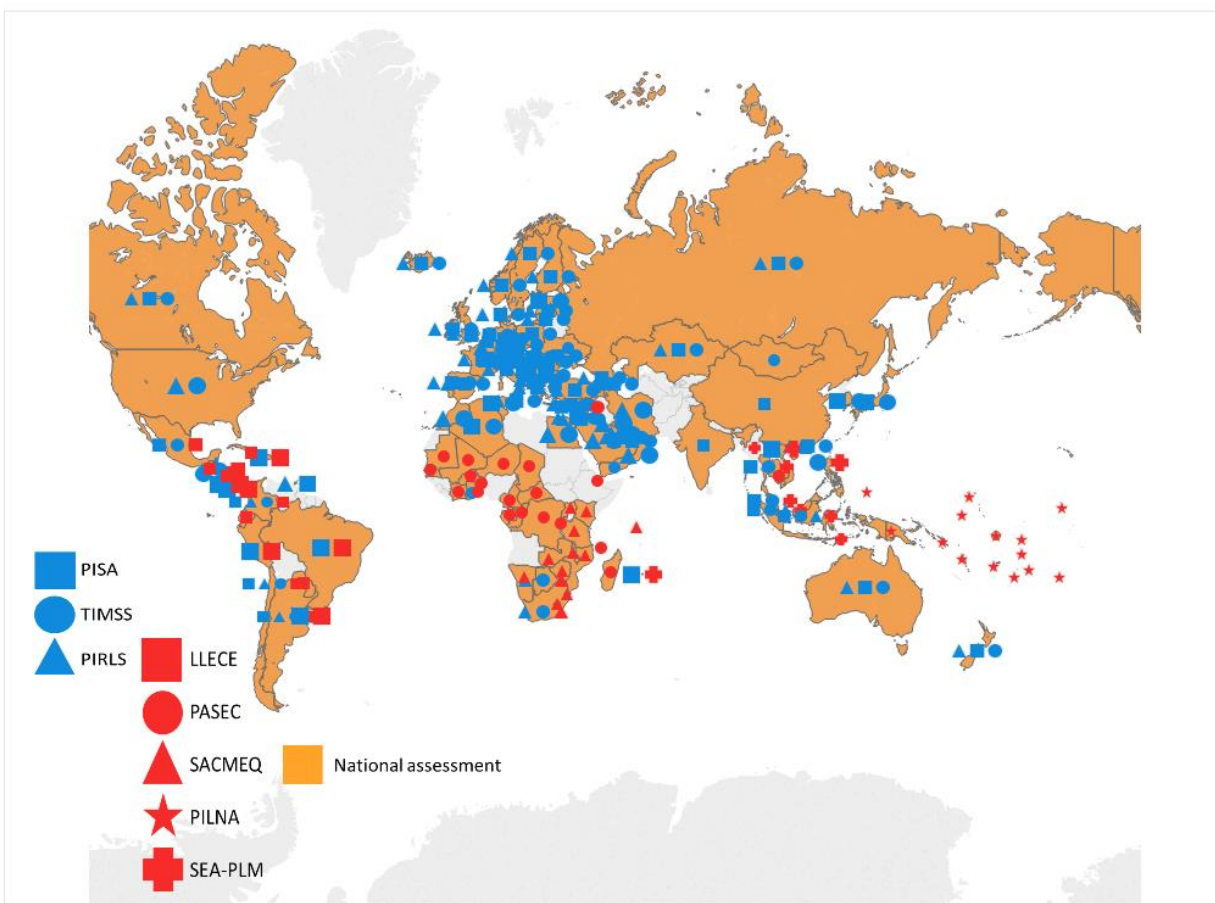 PISA
TIMSS
PIRLS
LLECE
PASEC
SACMEQ
National assessment
PILNA
SEA-PLM